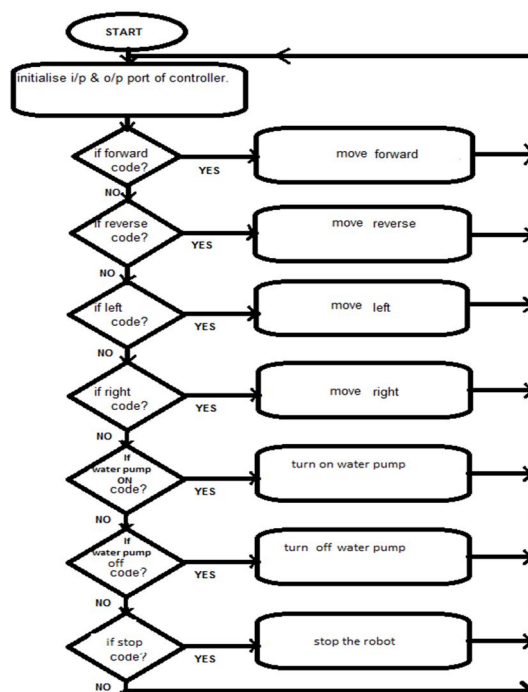 START
initialise i/p & o/p port of controller.
if forward
code?
YES
move forward
NO
if reverse
code?
YES
move reverse
NO
if left
code?
YES
move left
NO
if right
code?
YES
move right
NO
If
water pump
ON
code?
YES
turn on water pump
NO
If
water pump
off
code?
YES
turn off water pump
NO
if stop
code?
YES
stop the robot
NO